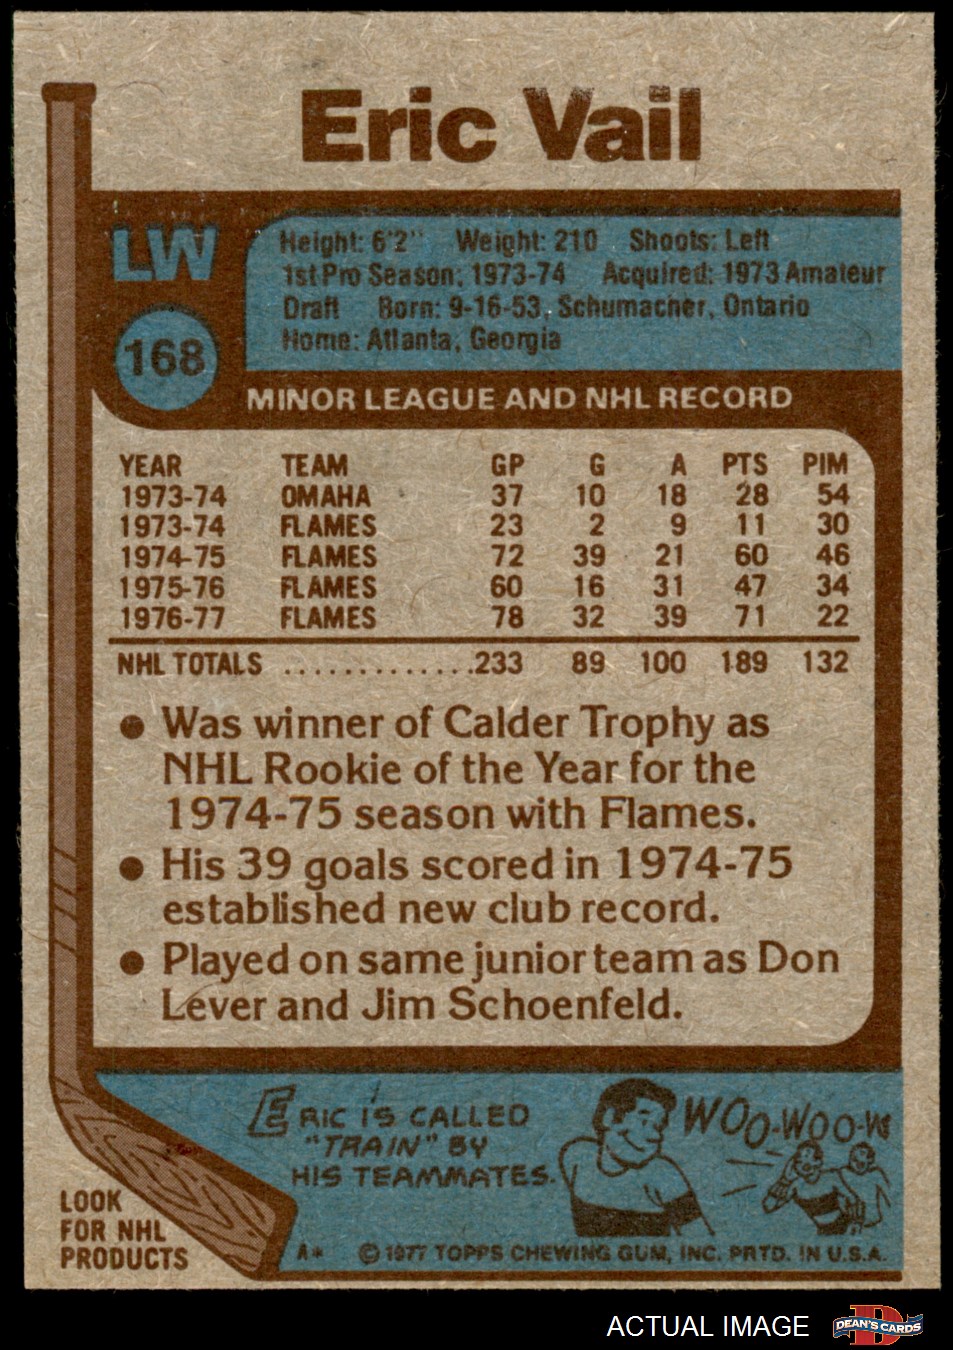 Eric Vail
LW
168
Height: 6'2" Weight: 210 Shoots: Left
1st Pro Season: 1973-74 Acquired: 1973 Amateur
Draft Born: 9-16-53, Schumacher, Ontario
Home: Atlanta, Georgia
MINOR LEAGUE AND NHL RECORD
YEAR TEAM GP G A PTS PIM
1973-74 OMAHA 37 10 18 28 54
1973-74 FLAMES 23 2 9 11 30
1974-75 FLAMES 72 39 21 60 46
1975-76 FLAMES 60 16 31 47 34
1976-77 FLAMES 78 32 39 71 22
NHL TOTALS .............233 89 100 189 132
● Was winner of Calder Trophy as
NHL Rookie of the Year for the
1974-75 season with Flames.
● His 39 goals scored in 1974-75
established new club record.
● Played on same junior team as Don
Lever and Jim Schoenfeld.
ERIC IS CALLED
"TRAIN" BY
HIS TEAMMATES.
WOO-WOO-W
LOOK
FOR NHL
PRODUCTS
A* © 1977 TOPPS CHEWING GUM, INC. PRTD. IN U.S.A.
ACTUAL IMAGE
D
DEAN'S CARDS